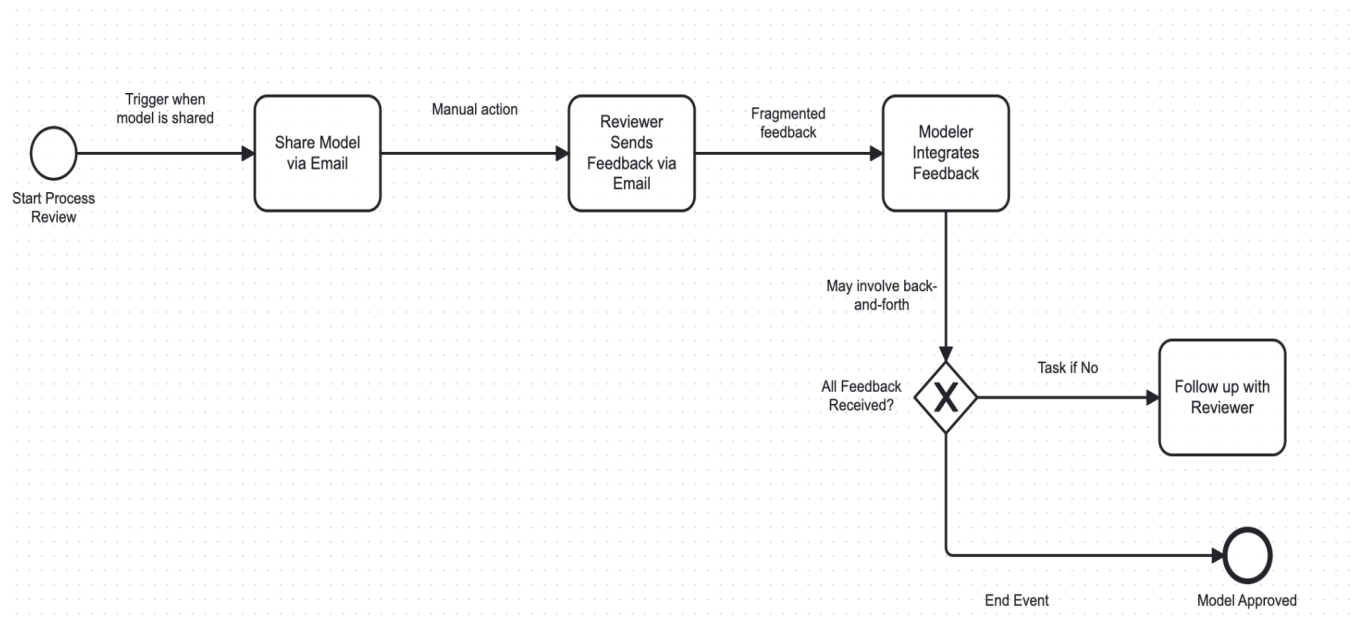 Trigger when
model is shared
Start Process
Review
Share Model
via Email
Manual action
Reviewer
Sends
Feedback via
Email
Fragmented
feedback
Modeler
Integrates
Feedback
May involve back-
and-forth
All Feedback
Received?
X
Task if No
Follow up with
Reviewer
End Event
Model Approved